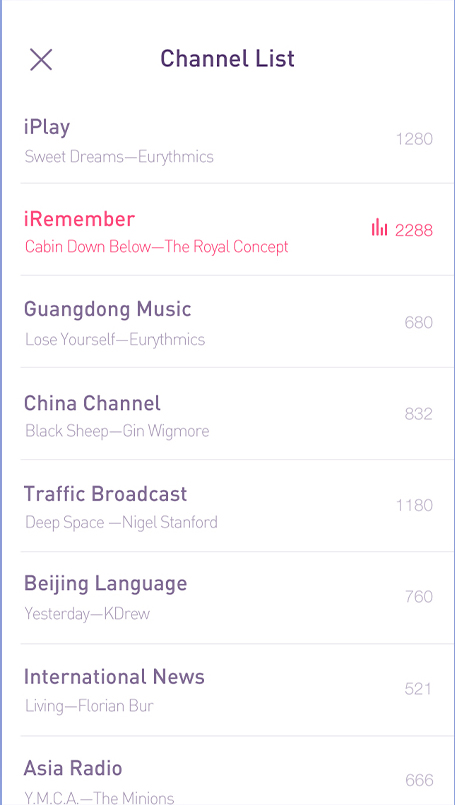 Channel List
iPlay
1280
Sweet Dreams—Eurythmics
iRemember
2288
Cabin Down Below—The Royal Concept
Guangdong Music
680
Lose Yourself—Eurythmics
China Channel
832
Black Sheep—Gin Wigmore
Traffic Broadcast
1180
Deep Space —Nigel Stanford
Beijing Language
760
Yesterday—KDrew
International News
521
Living—Florian Bur
Asia Radio
666
Y.M.C.A.—The Minions